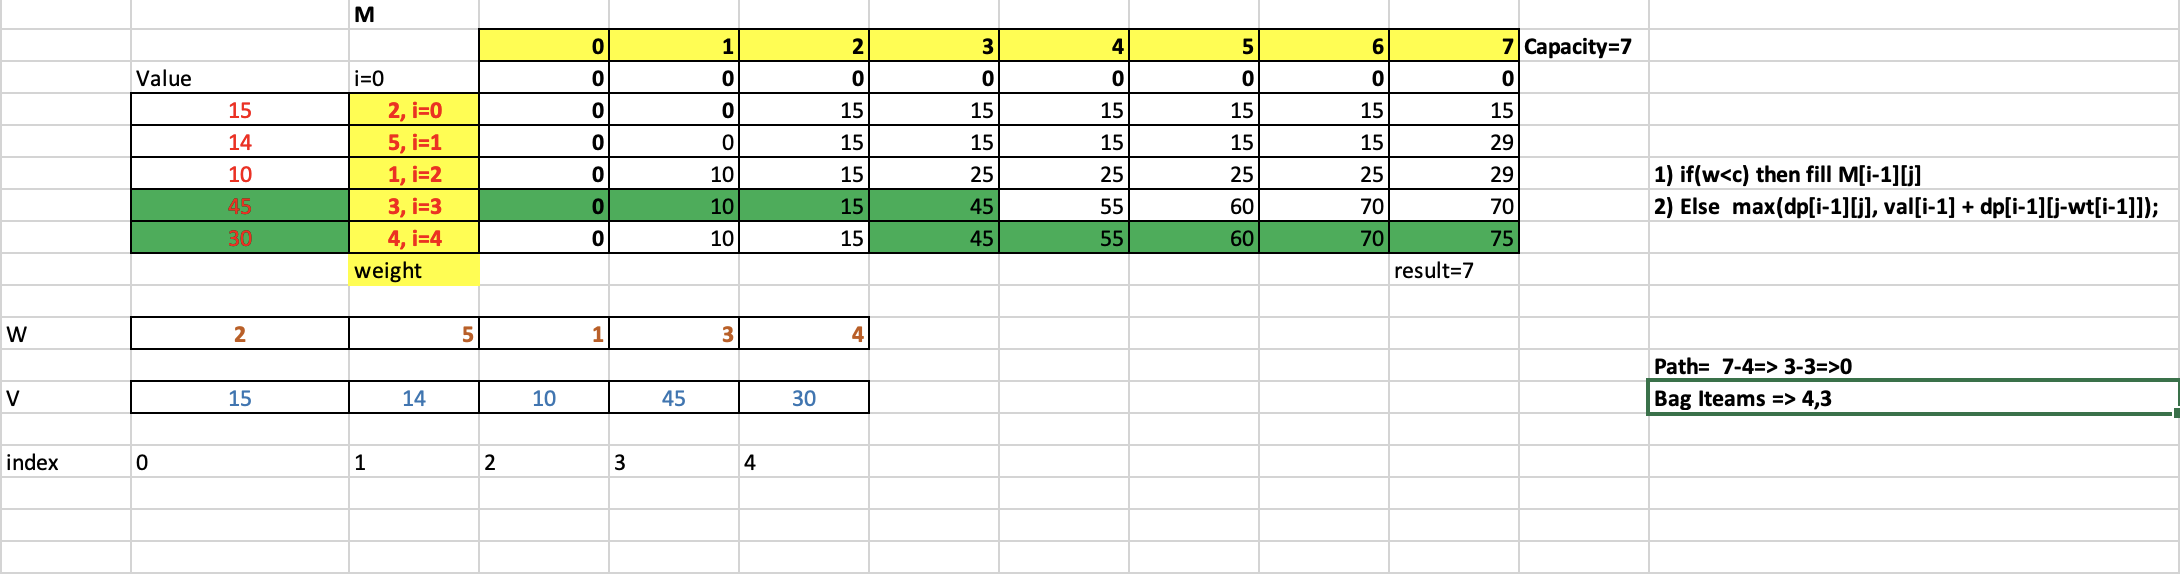 M
0 1 2 3 4 5 6 7 Capacity=7
Value i=0 0 0 0 0 0 0 0 0
15 2, i=0 0 0 15 15 15 15 15 15
14 5, i=1 0 0 15 15 15 15 15 29
10 1, i=2 0 10 15 25 25 25 25 29 1) if(w<c) then fill M[i-1][j]
45 3, i=3 0 10 15 45 55 60 70 70 2) Else max(dp[i-1][j], val[i-1] + dp[i-1][j-wt[i-1]]);
30 4, i=4 0 10 15 45 55 60 70 75
weight result=7
W 2 5 1 3 4
Path= 7-4=> 3-3=>0
V 15 14 10 45 30 Bag Iteams => 4,3
index 0 1 2 3 4